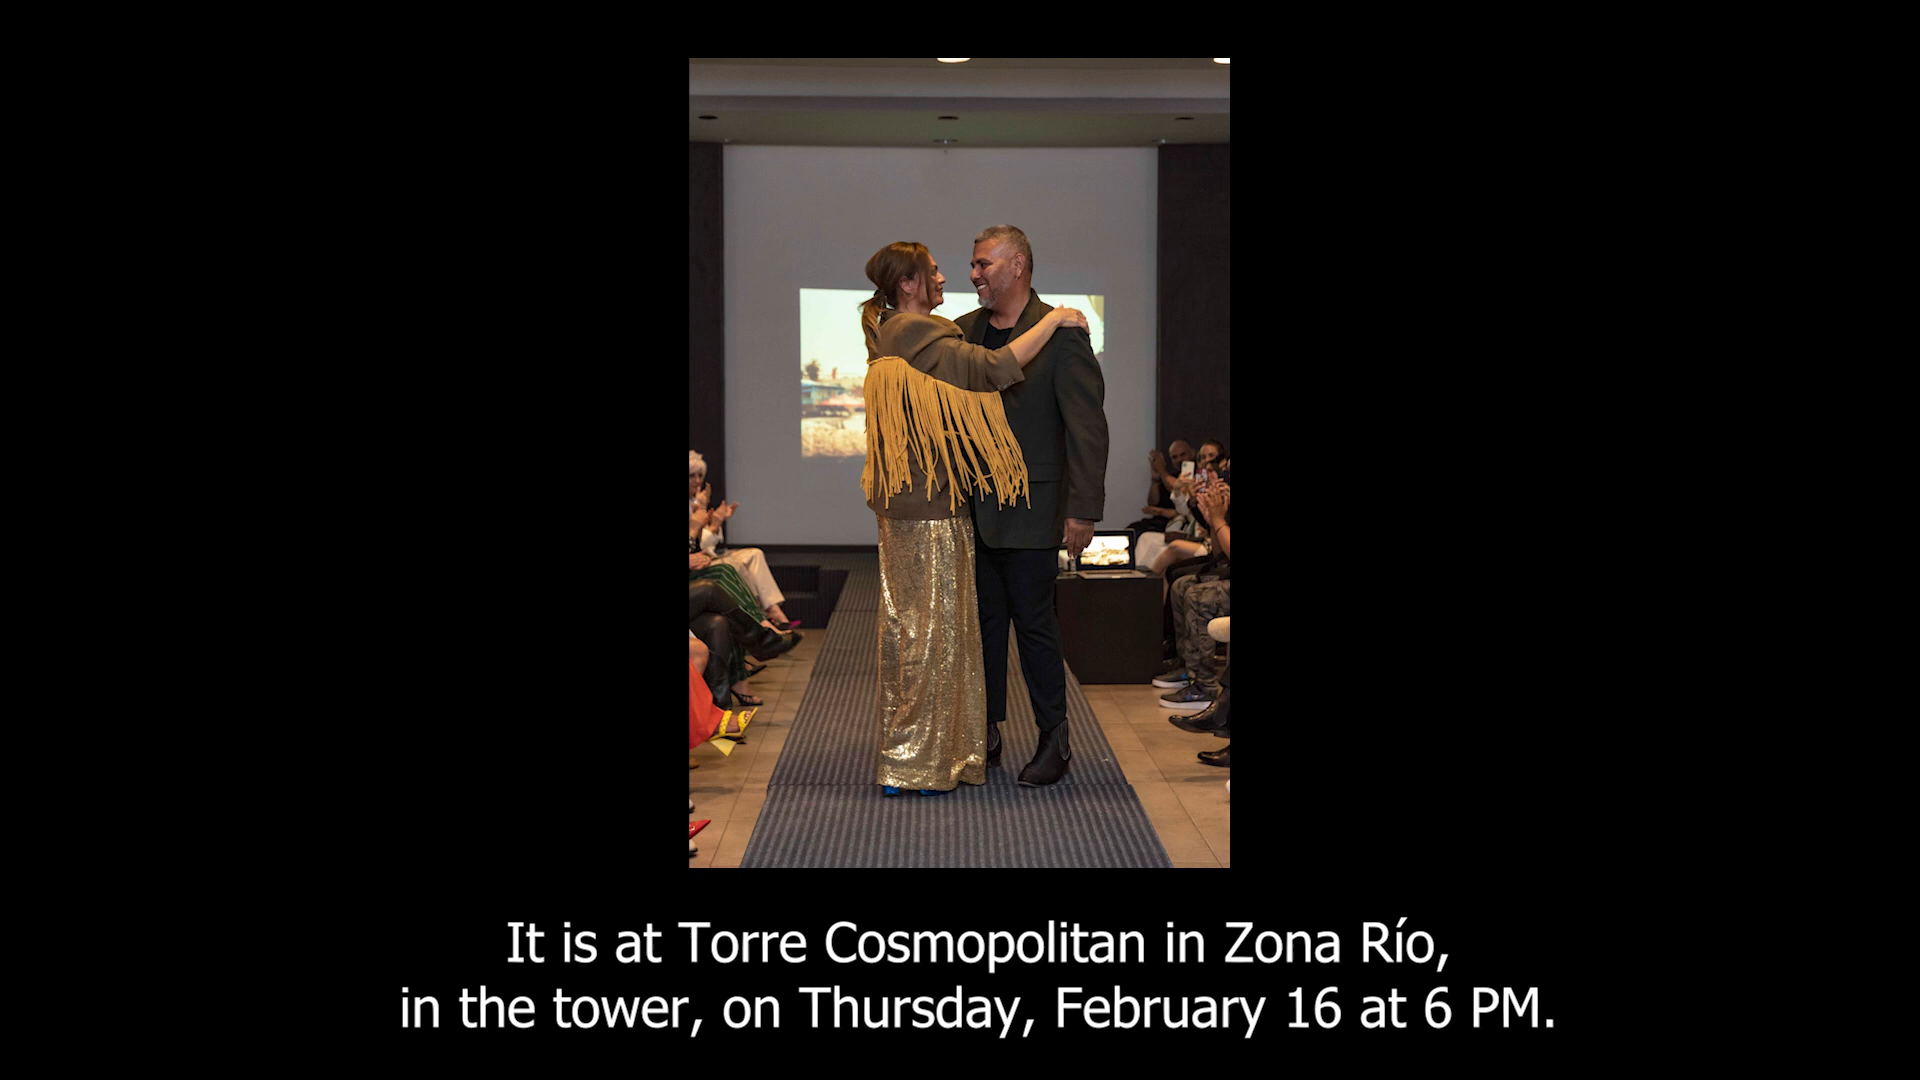 It is at Torre Cosmopolitan in Zona Río,
in the tower, on Thursday, February 16 at 6 PM.